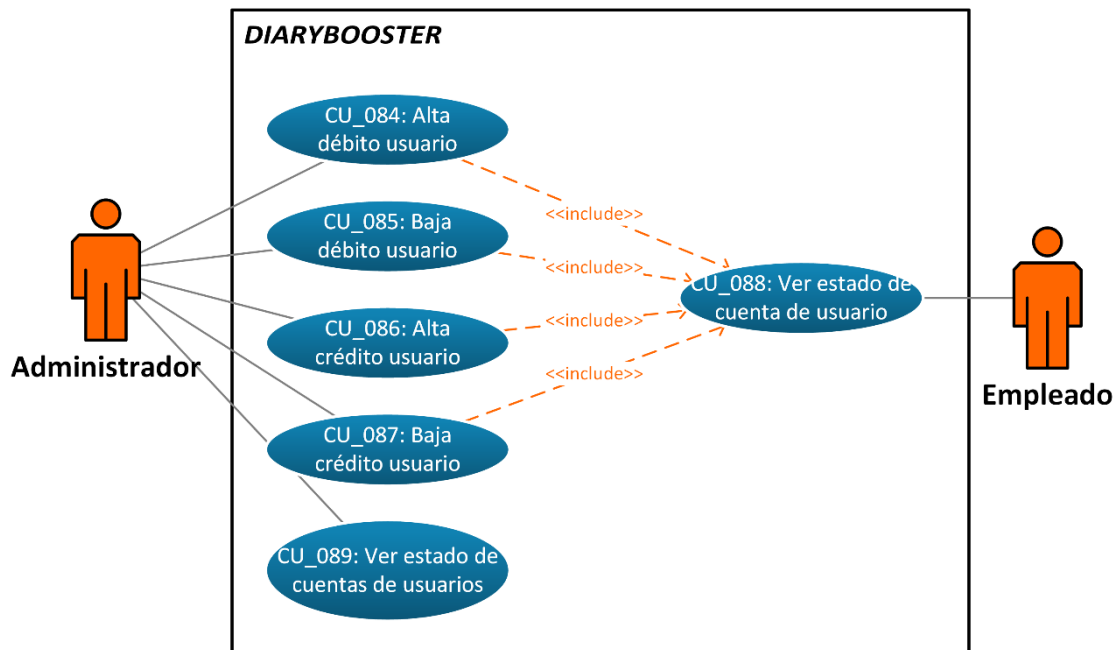 DIARYBOOSTER
CU_084: Alta
débito usuario
CU_085: Baja
débito usuario
CU_086: Alta
crédito usuario
CU_087: Baja
crédito usuario
CU_089: Ver estado de
cuentas de usuarios
<<include>>
<<include>>
<<include>>
<<include>>
CU_088: Ver estado de
cuenta de usuario
Administrador
Empleado